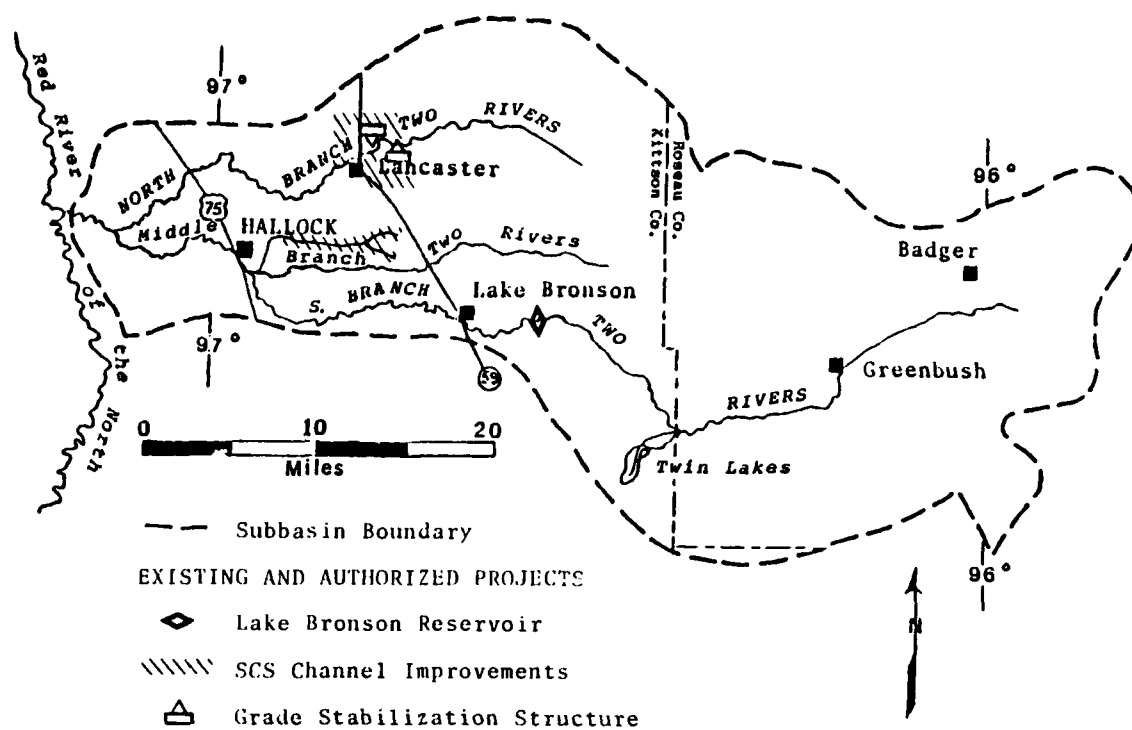 Red River of the North
97°
TWO RIVERS
NORTH BRANCH
Lancaster
Roseau Co.
Kittson Co.
96°
75
HALLOCK
Middle Branch Two Rivers
Badger
S. BRANCH TWO RIVERS
Lake Bronson
97°
59
Greenbush
0 10 20
Miles
Twin Lakes
Subbasin Boundary
96°
EXISTING AND AUTHORIZED PROJECTS
N
Lake Bronson Reservoir
SCS Channel Improvements
Grade Stabilization Structure